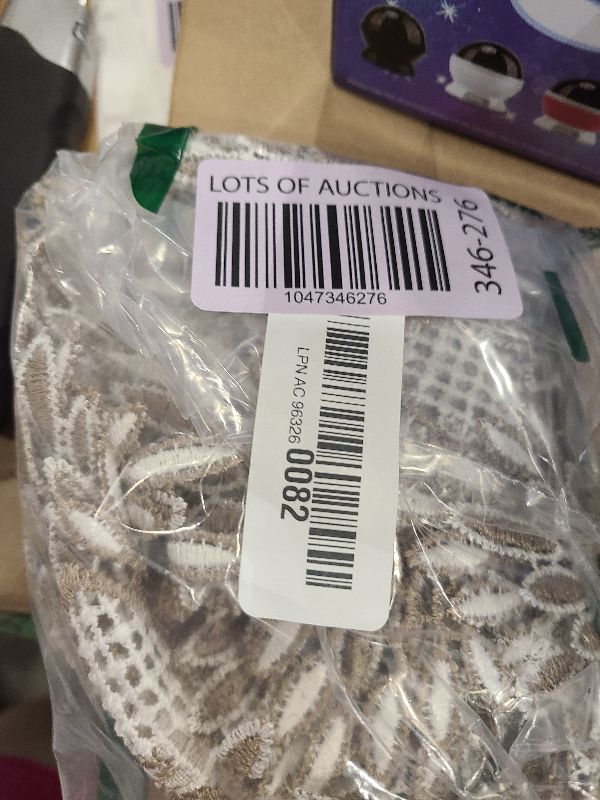 LOTS OF AUCTIONS
1047346276
346-276
LPN AC 96326 0082